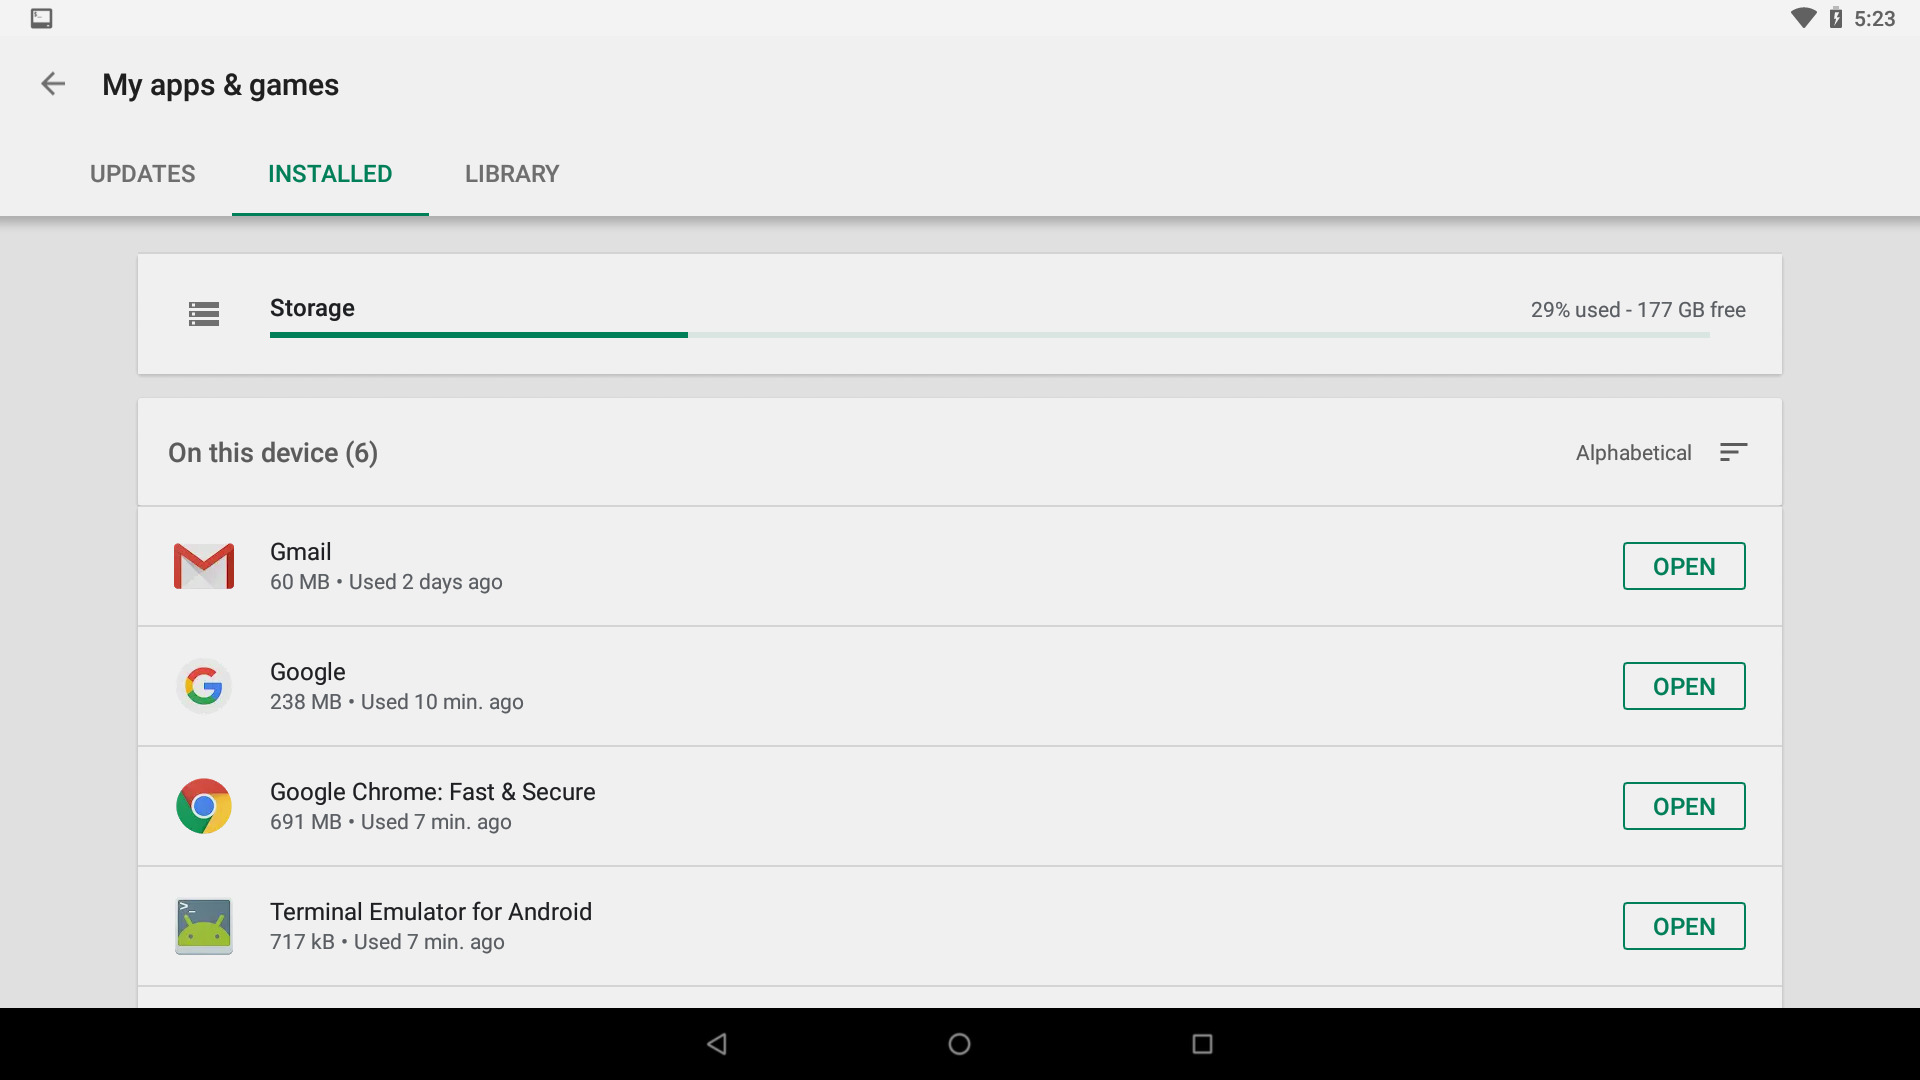 5:23
My apps & games
UPDATES INSTALLED LIBRARY
Storage 29% used - 177 GB free
On this device (6) Alphabetical
Gmail
60 MB • Used 2 days ago
OPEN
Google
238 MB • Used 10 min. ago
OPEN
Google Chrome: Fast & Secure
691 MB • Used 7 min. ago
OPEN
Terminal Emulator for Android
717 kB • Used 7 min. ago
OPEN